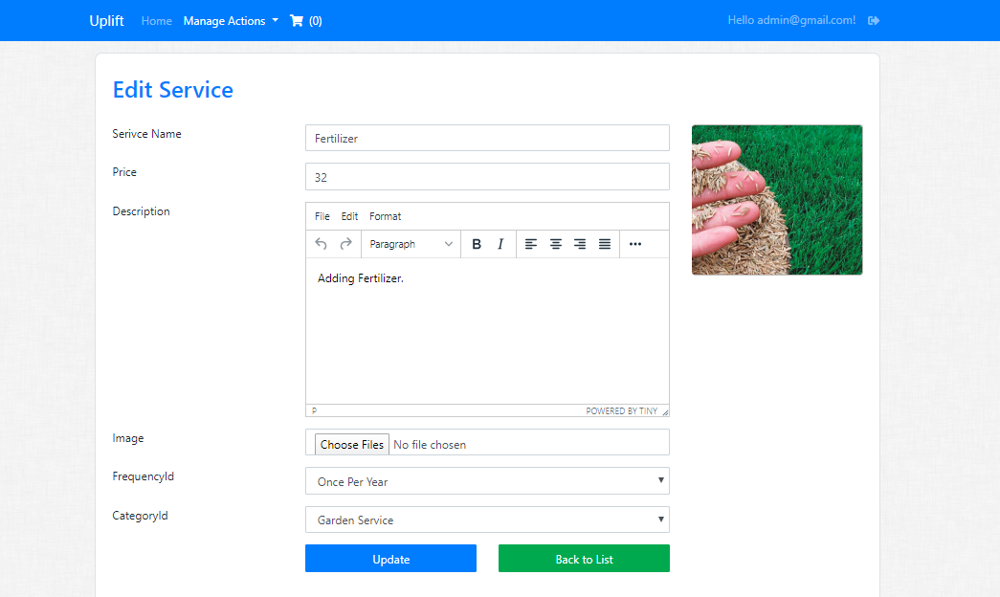 Uplift Home Manage Actions (0) Hello admin@gmail.com!
Edit Service
Serivce Name Fertilizer
Price 32
Description File Edit Format
Paragraph B I
Adding Fertilizer.
P POWERED BY TINY
Image Choose Files No file chosen
FrequencyId Once Per Year
CategoryId Garden Service
Update Back to List